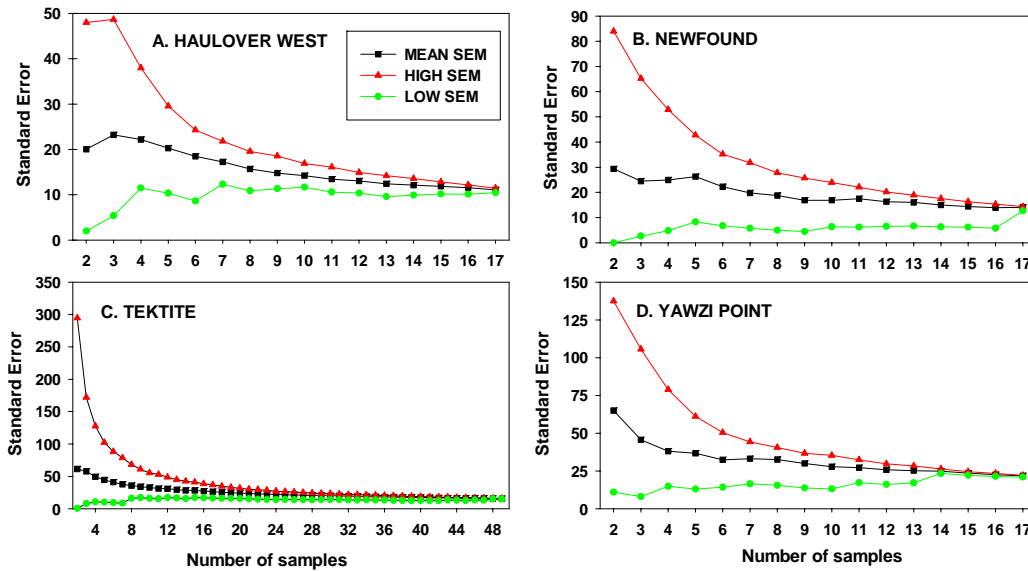 A. HAULOVER WEST
MEAN SEM
HIGH SEM
LOW SEM
Standard Error
50
40
30
20
10
0
2 3 4 5 6 7 8 9 10 11 12 13 14 15 16 17
B. NEWFOUND
Standard Error
90
80
70
60
50
40
30
20
10
0
2 3 4 5 6 7 8 9 10 11 12 13 14 15 16 17
C. TEKTITE
Standard Error
350
300
250
200
150
100
50
0
4 8 12 16 20 24 28 32 36 40 44 48
Number of samples
D. YAWZI POINT
Standard Error
150
125
100
75
50
25
0
2 3 4 5 6 7 8 9 10 11 12 13 14 15 16 17
Number of samples